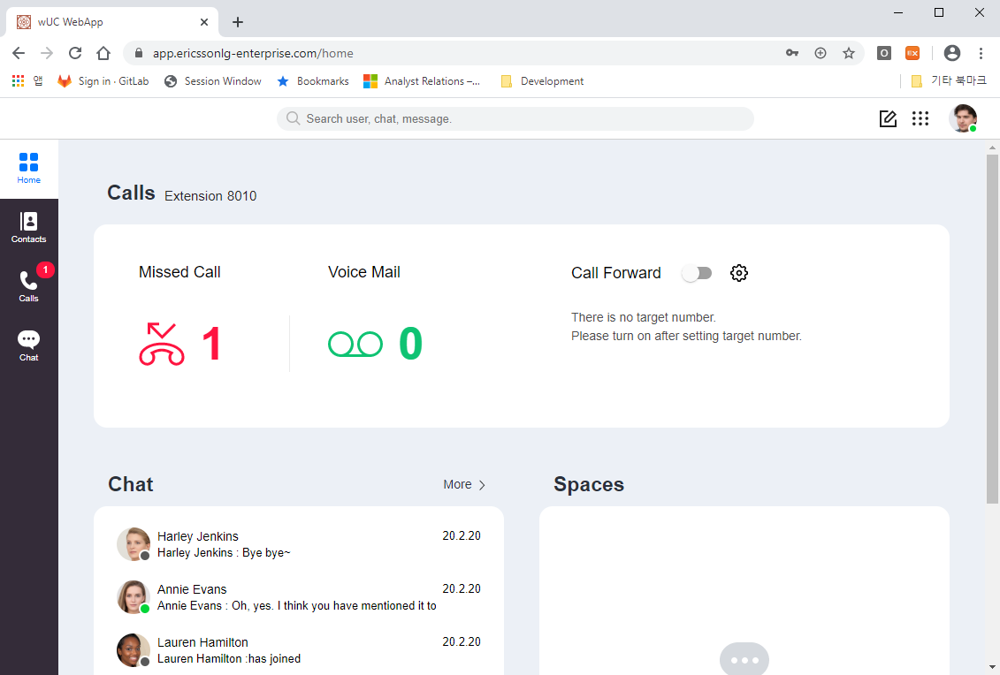 wUC WebApp
app.ericssonlg-enterprise.com/home
앱
Sign in · GitLab
Session Window
Bookmarks
Analyst Relations –...
Development
기타 북마크
Search user, chat, message.
Home
Contacts
1
Calls
Chat
Calls
Extension 8010
Missed Call
1
Voice Mail
0
Call Forward
There is no target number.
Please turn on after setting target number.
Chat
More
Harley Jenkins
20.2.20
Harley Jenkins : Bye bye~
Annie Evans
20.2.20
Annie Evans : Oh, yes. I think you have mentioned it to
Lauren Hamilton
20.2.20
Lauren Hamilton :has joined
Spaces